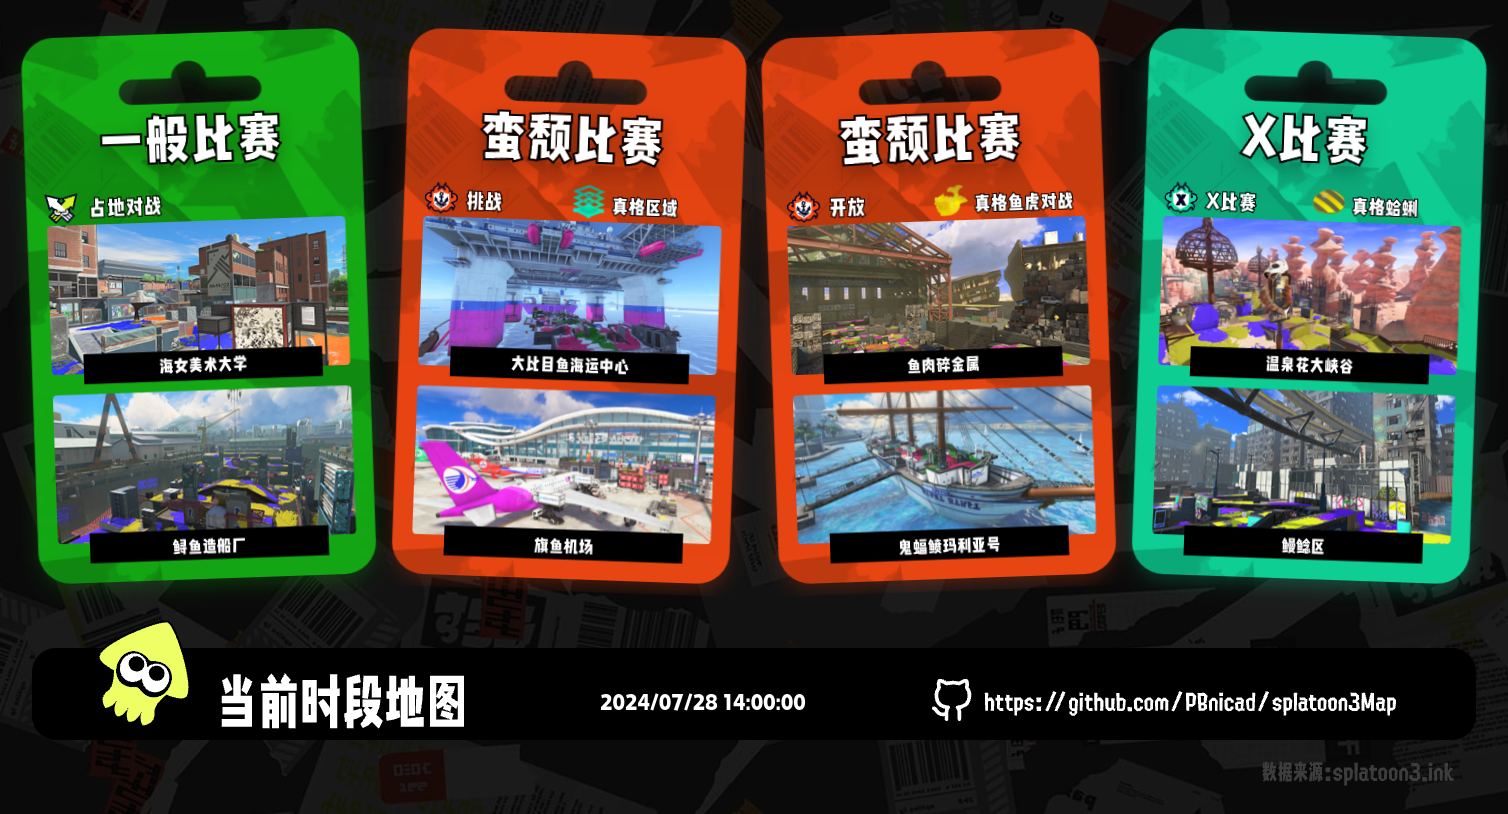 一般比赛
占地对战
海女美术大学
鲟鱼造船厂
蛮颓比赛
挑战
真格区域
大比目鱼海运中心
旗鱼机场
蛮颓比赛
开放
真格鱼虎对战
鱼肉碎金属
鬼蝠鲼玛利亚号
X比赛
X比赛
真格蛤蜊
温泉花大峡谷
鳗鲶区
当前时段地图
2024/07/28 14:00:00
https://github.com/PBnicad/splatoon3Map
数据来源:splatoon3.ink